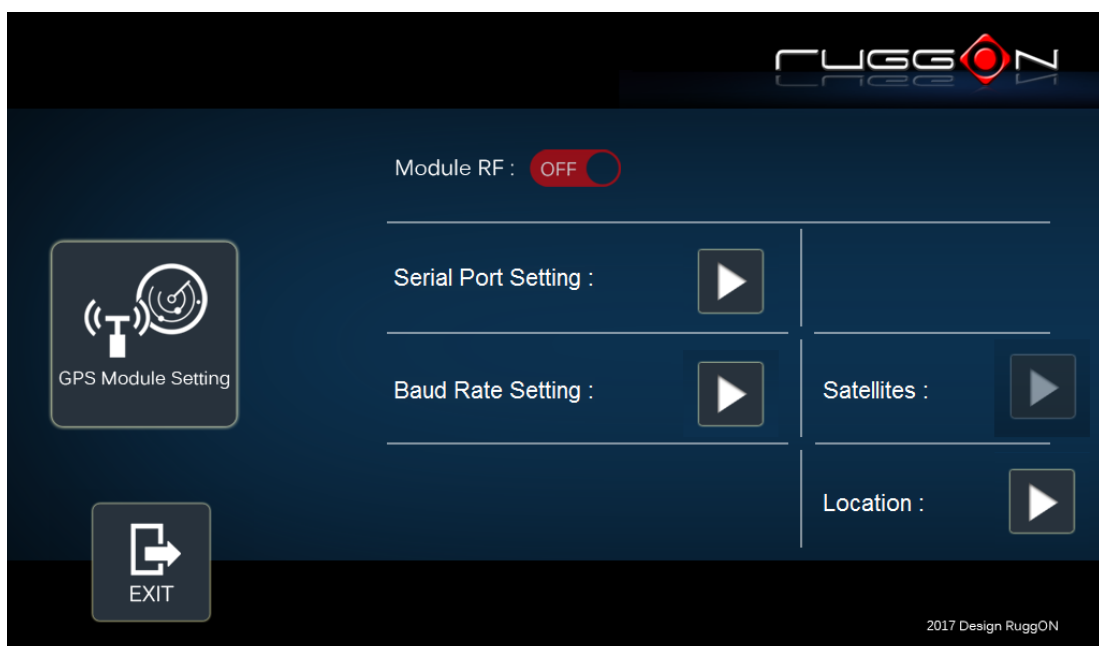 RUGGON
Module RF : OFF
Serial Port Setting :
GPS Module Setting
Baud Rate Setting :
Satellites :
Location :
EXIT
2017 Design RuggON